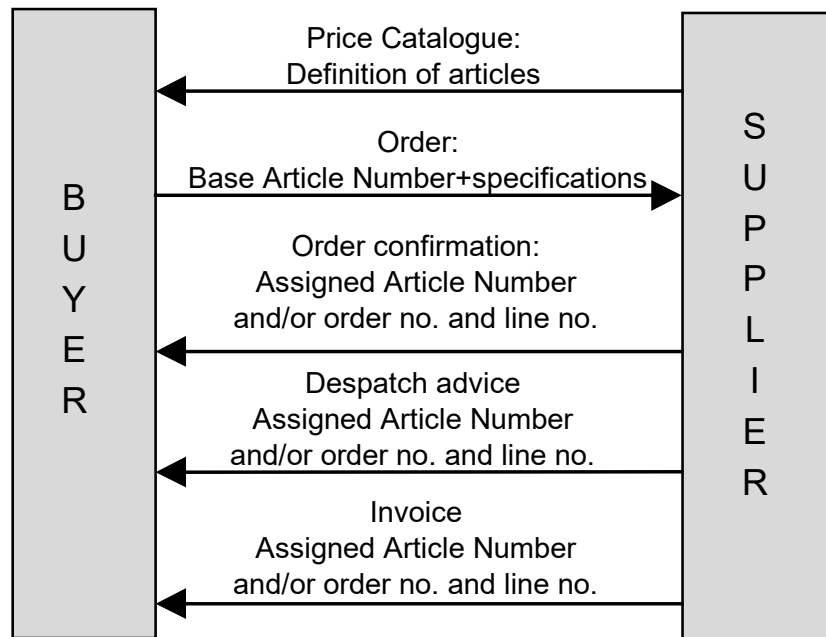 Price Catalogue:
Definition of articles
Order:
Base Article Number+specifications
Order confirmation:
Assigned Article Number
and/or order no. and line no.
Despatch advice
Assigned Article Number
and/or order no. and line no.
Invoice
Assigned Article Number
and/or order no. and line no.
BUYER
SUPPLIER